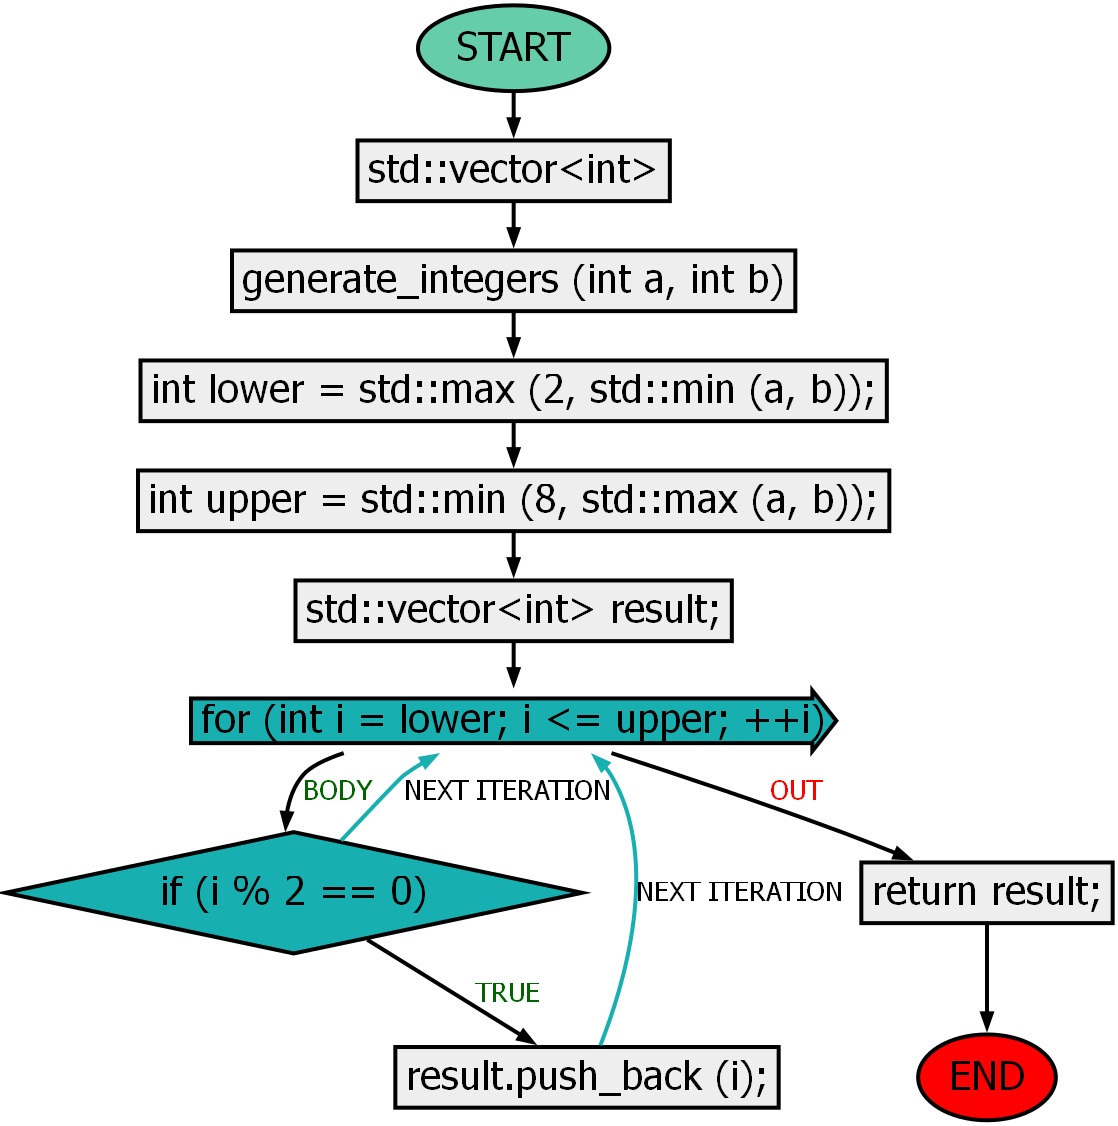 START
std::vector<int>
generate_integers (int a, int b)
int lower = std::max (2, std::min (a, b));
int upper = std::min (8, std::max (a, b));
std::vector<int> result;
for (int i = lower; i <= upper; ++i)
BODY
NEXT ITERATION
OUT
if (i % 2 == 0)
NEXT ITERATION
return result;
TRUE
result.push_back (i);
END